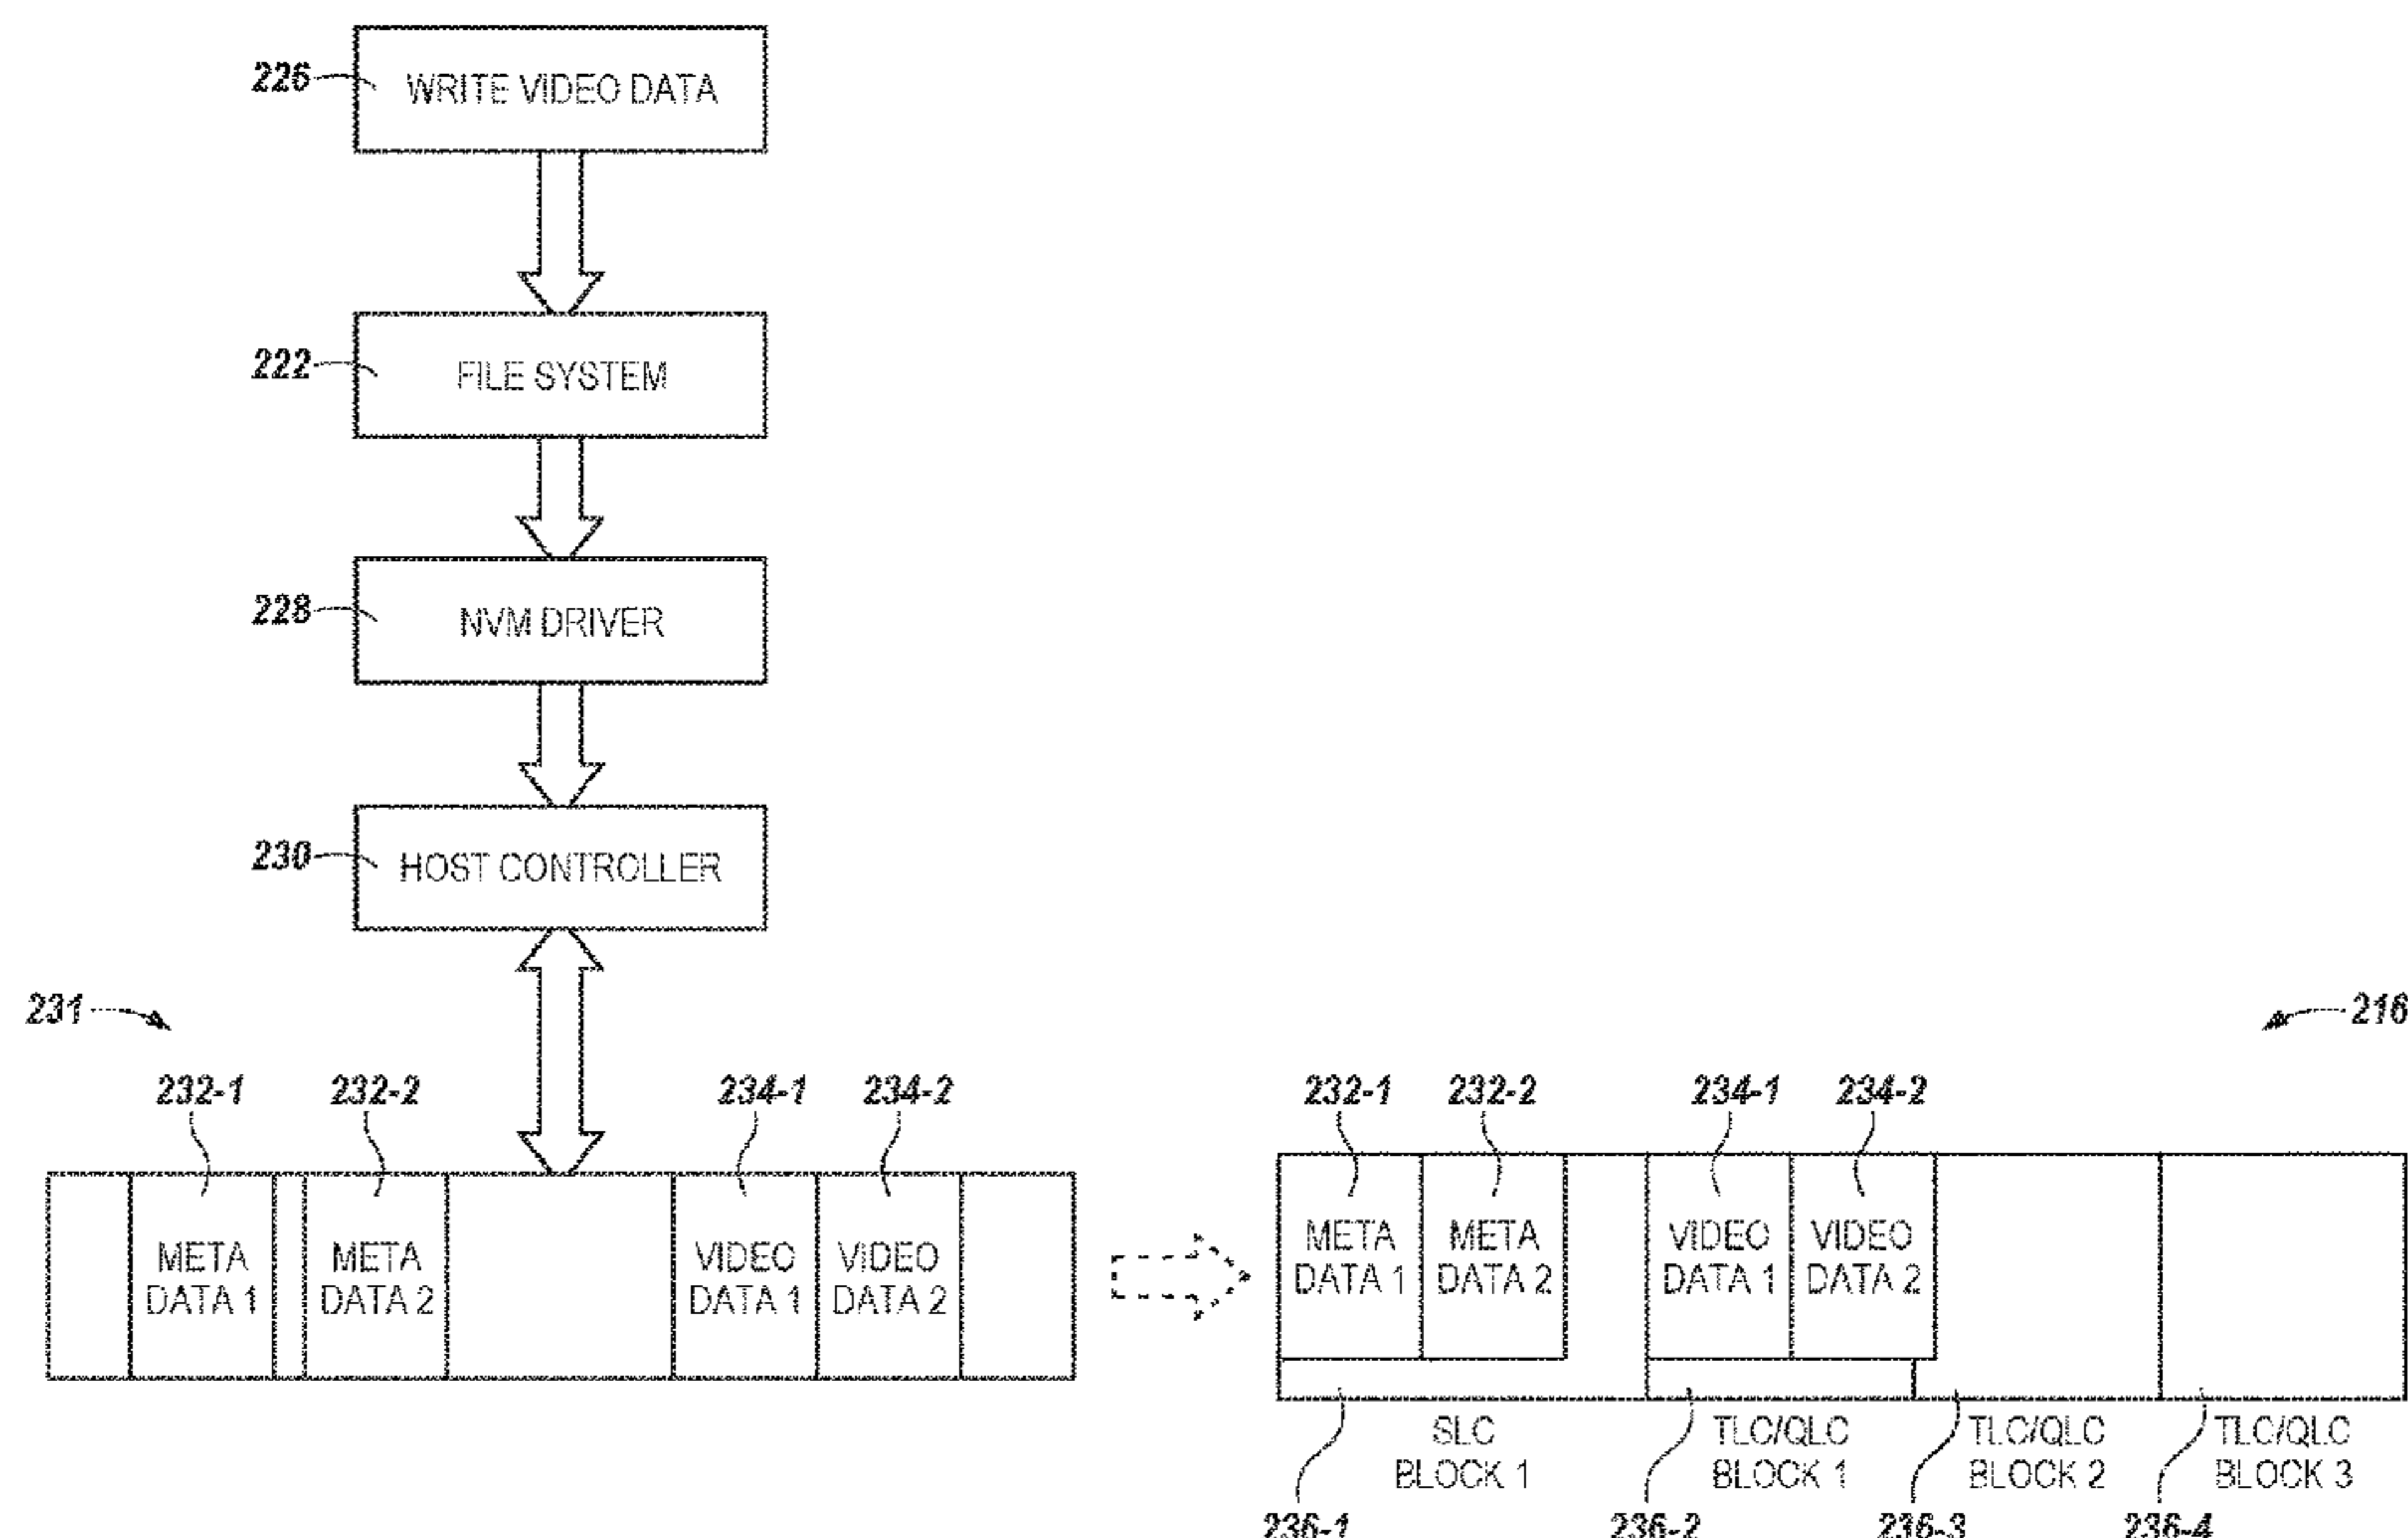 226 WRITE VIDEO DATA
222 FILE SYSTEM
228 NVM DRIVER
230 HOST CONTROLLER
231
216
232-1 232-2 234-1 234-2
232-1 232-2 234-1 234-2
META DATA 1
META DATA 2
VIDEO DATA 1
VIDEO DATA 2
META DATA 1
META DATA 2
VIDEO DATA 1
VIDEO DATA 2
SLC BLOCK 1
TLC/QLC BLOCK 1
TLC/QLC BLOCK 2
TLC/QLC BLOCK 3
236-1 236-2 236-3 236-4